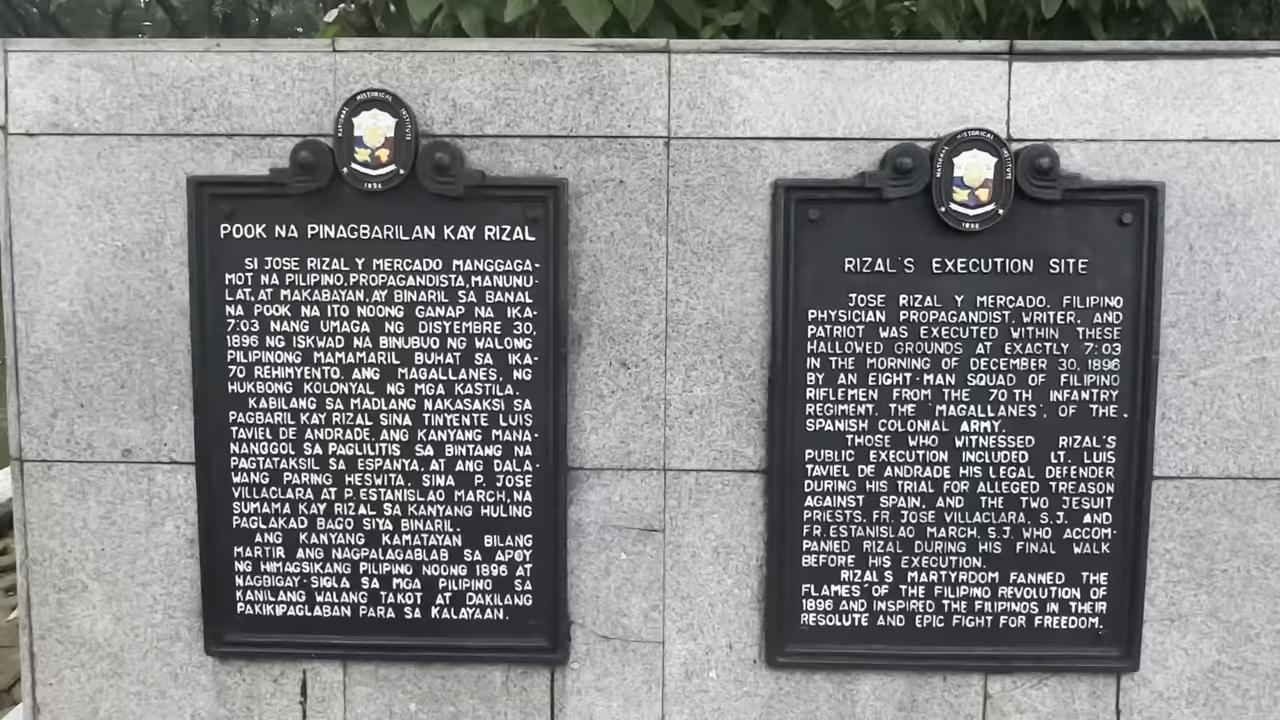 NATIONAL HISTORICAL INSTITUTE
POOK NA PINAGBARILAN KAY RIZAL
SI JOSE RIZAL Y MERCADO MANGGAGA-
MOT NA PILIPINO, PROPAGANDISTA, MANUNU-
LAT, AT MAKABAYAN, AY BINARIL SA BANAL
NA POOK NA ITO NOONG GANAP NA IKA-
7:03 NANG UMAGA NG DISYEMBRE 30,
1896 NG ISKWAD NA BINUBUO NG WALONG
PILIPINONG MAMAMARIL BUHAT SA IKA-
70 REHIMYENTO, ANG MAGALLANES, NG
HUKBONG KOLONYAL NG MGA KASTILA.
KABILANG SA MADLANG NAKASAKSI SA
PAGBARIL KAY RIZAL SINA TINYENTE LUIS
TAVIEL DE ANDRADE, ANG KANYANG MANA-
NANGGOL SA PAGLILITIS SA BINTANG NA
PAGTATAKSIL SA ESPANYA, AT ANG DALA-
WANG PARING HESWITA, SINA P. JOSE
VILLACLARA AT P. ESTANISLAO MARCH, NA
SUMAMA KAY RIZAL SA KANYANG HULING
PAGLAKAD BAGO SIYA BINARIL.
ANG KANYANG KAMATAYAN BILANG
MARTIR ANG NAGPALAGABLAB SA APOY
NG HIMAGSIKANG PILIPINO NOONG 1896 AT
NAGBIGAY-SIGLA SA MGA PILIPINO SA
KANILANG WALANG TAKOT AT DAKILANG
PAKIKIPAGLABAN PARA SA KALAYAAN.
NATIONAL HISTORICAL INSTITUTE
RIZAL'S EXECUTION SITE
JOSE RIZAL Y MERCADO, FILIPINO
PHYSICIAN PROPAGANDIST, WRITER, AND
PATRIOT WAS EXECUTED WITHIN THESE
HALLOWED GROUNDS AT EXACTLY 7:03
IN THE MORNING OF DECEMBER 30, 1896
BY AN EIGHT-MAN SQUAD OF FILIPINO
RIFLEMEN FROM THE 70TH INFANTRY
REGIMENT, THE 'MAGALLANES', OF THE
SPANISH COLONIAL ARMY.
THOSE WHO WITNESSED RIZAL'S
PUBLIC EXECUTION INCLUDED LT. LUIS
TAVIEL DE ANDRADE HIS LEGAL DEFENDER
DURING HIS TRIAL FOR ALLEGED TREASON
AGAINST SPAIN, AND THE TWO JESUIT
PRIESTS, FR. JOSE VILLACLARA, S.J. AND
FR. ESTANISLAO MARCH, S.J. WHO ACCOM-
PANIED RIZAL DURING HIS FINAL WALK
BEFORE HIS EXECUTION.
RIZAL'S MARTYRDOM FANNED THE
FLAMES OF THE FILIPINO REVOLUTION OF
1896 AND INSPIRED THE FILIPINOS IN THEIR
RESOLUTE AND EPIC FIGHT FOR FREEDOM.